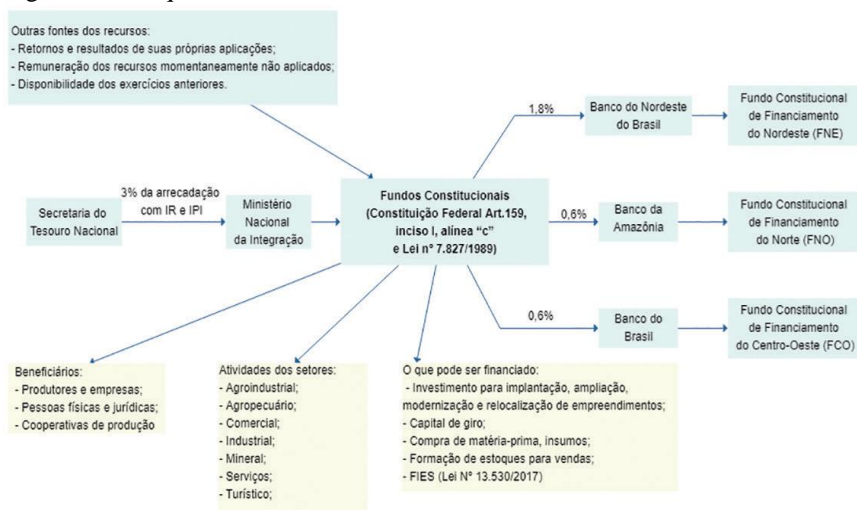 Outras fontes dos recursos:
- Retornos e resultados de suas próprias aplicações;
- Remuneração dos recursos momentaneamente não aplicados;
- Disponibilidade dos exercícios anteriores.
Secretaria do
Tesouro Nacional
3% da arrecadação
com IR e IPI
Ministério
Nacional
da Integração
Fundos Constitucionais
(Constituição Federal Art.159,
inciso I, alínea “c”
e Lei nº 7.827/1989)
1,8%
Banco do Nordeste
do Brasil
Fundo Constitucional
de Financiamento
do Nordeste (FNE)
0,6%
Banco da
Amazônia
Fundo Constitucional
de Financiamento
do Norte (FNO)
0,6%
Banco do
Brasil
Fundo Constitucional
de Financiamento
do Centro-Oeste (FCO)
Beneficiários:
- Produtores e empresas;
- Pessoas físicas e jurídicas;
- Cooperativas de produção
Atividades dos setores:
- Agroindustrial;
- Agropecuário;
- Comercial;
- Industrial;
- Mineral;
- Serviços;
- Turístico;
O que pode ser financiado:
- Investimento para implantação, ampliação,
modernização e relocalização de empreendimentos;
- Capital de giro;
- Compra de matéria-prima, insumos;
- Formação de estoques para vendas;
- FIES (Lei Nº 13.530/2017)